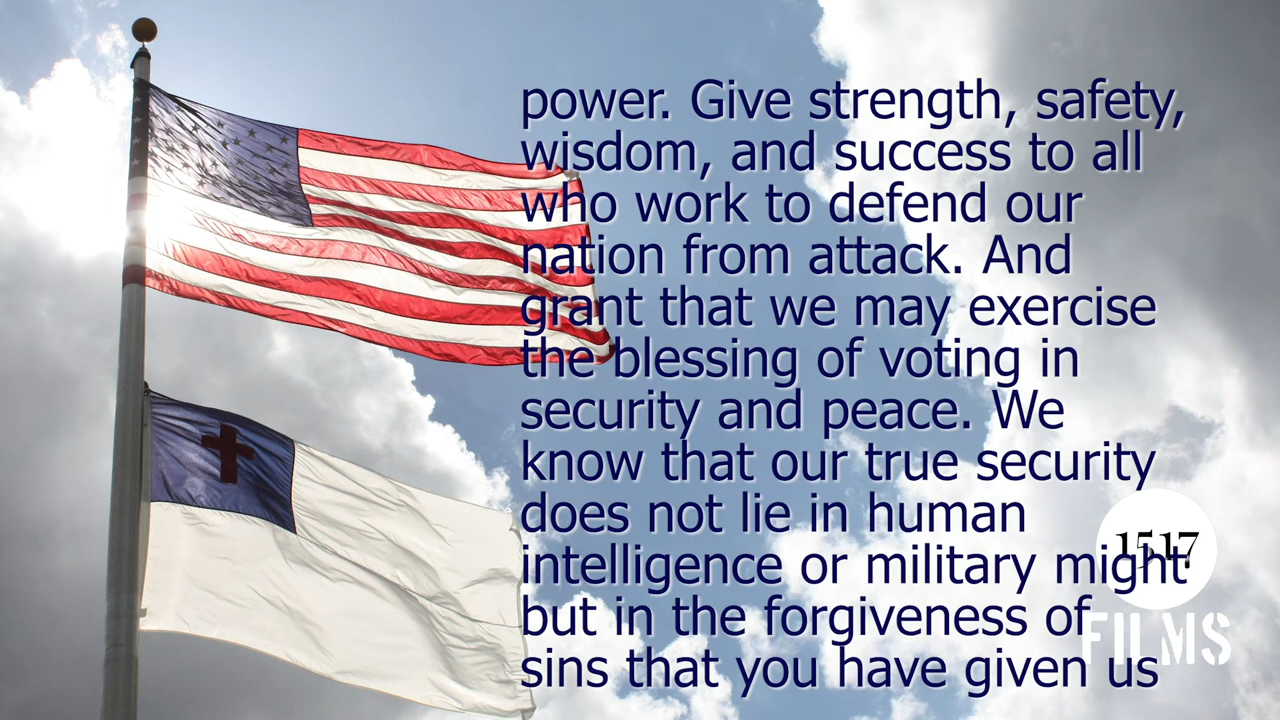 power. Give strength, safety,
wisdom, and success to all
who work to defend our
nation from attack. And
grant that we may exercise
the blessing of voting in
security and peace. We
know that our true security
does not lie in human
intelligence or military might
but in the forgiveness of
sins that you have given us
1517
FILMS